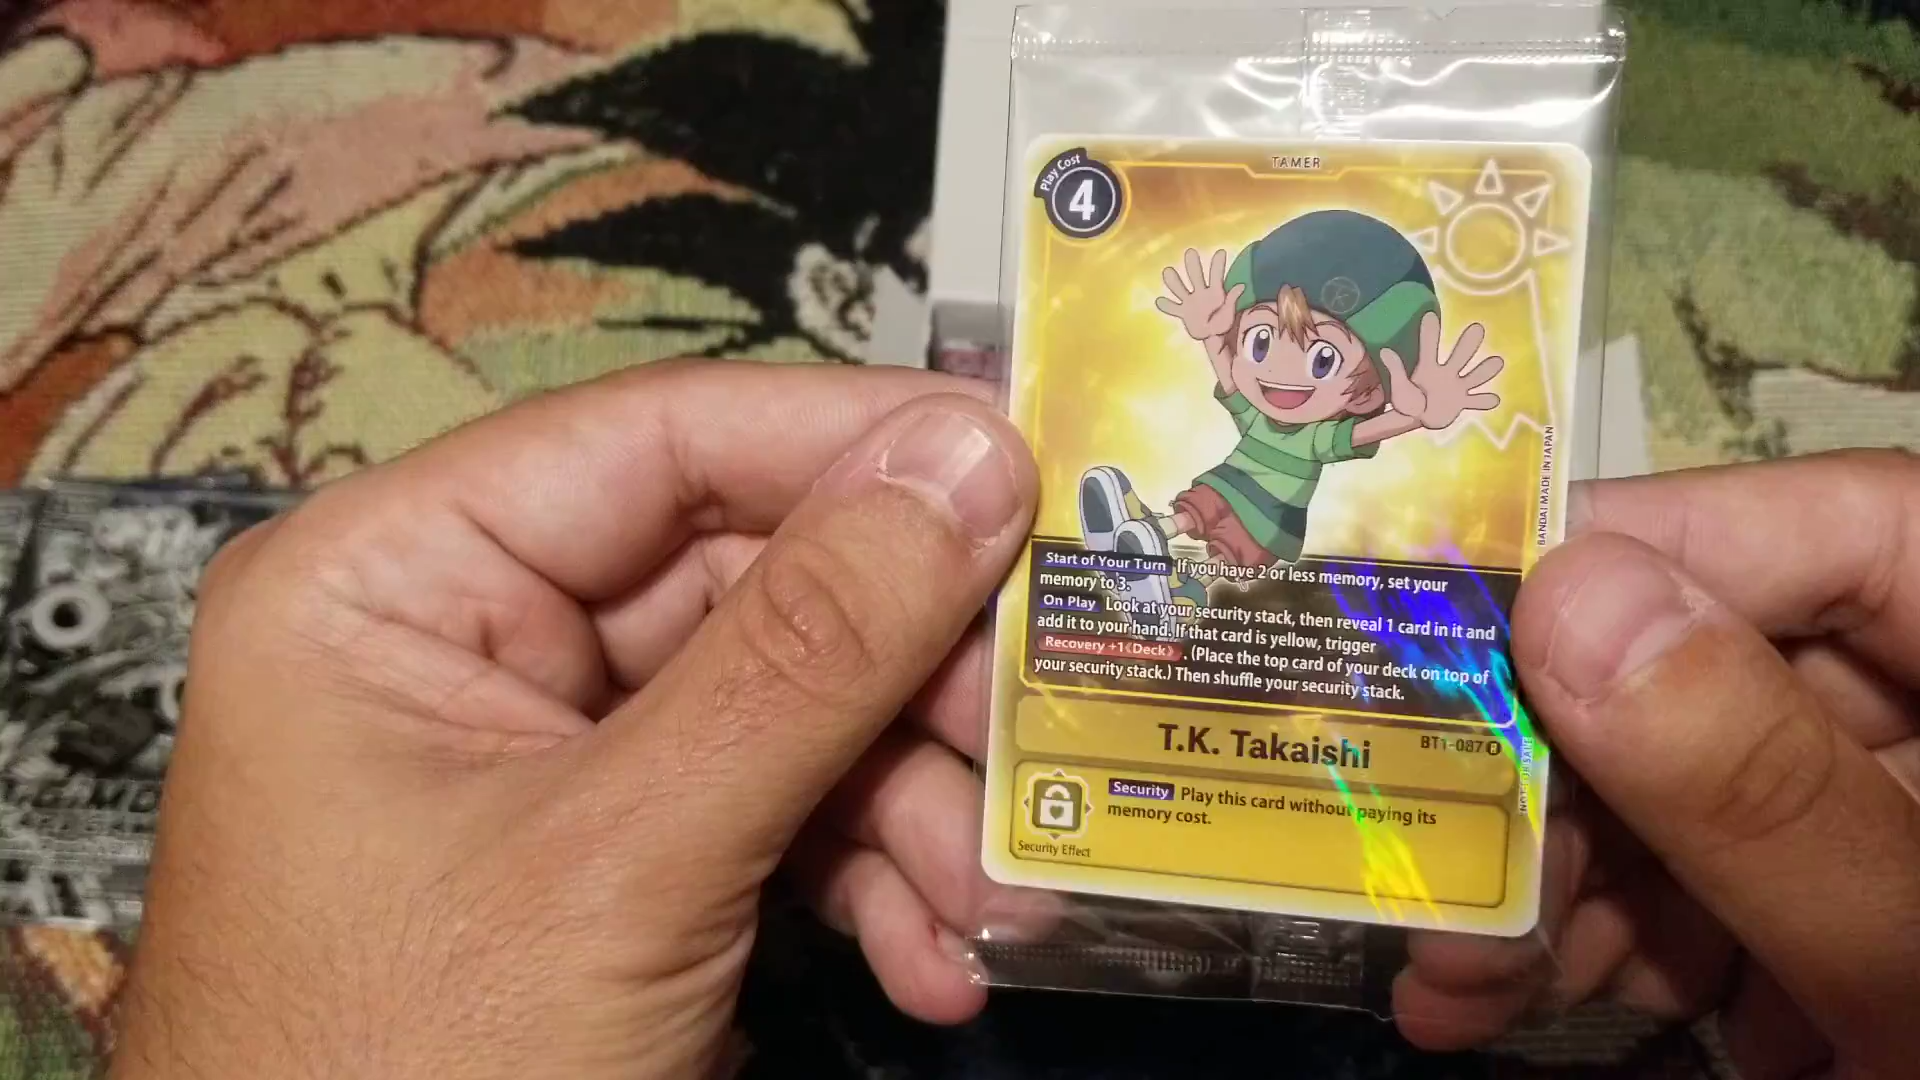 TAMER
Play Cost
4
BANDAI MADE IN JAPAN
Start of Your Turn If you have 2 or less memory, set your
memory to 3.
On Play Look at your security stack, then reveal 1 card in it and
add it to your hand. If that card is yellow, trigger
Recovery +1《Deck》. (Place the top card of your deck on top of
your security stack.) Then shuffle your security stack.
T.K. Takaishi
BT1-087 R
Security Play this card without paying its
memory cost.
Security Effect